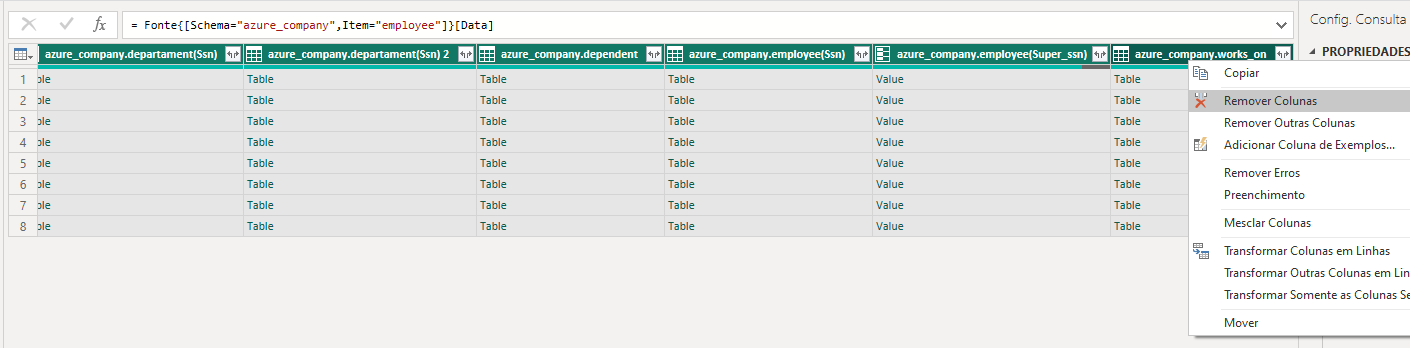 = Fonte{[Schema="azure_company",Item="employee"]}[Data]
Config. Consulta
PROPRIEDADES
azure_company.departament(Ssn) azure_company.departament(Ssn) 2 azure_company.dependent azure_company.employee(Ssn) azure_company.employee(Super_ssn) azure_company.works_on
1 ble Table Table Table Value Table
2 ble Table Table Table Value Table
3 ble Table Table Table Value Table
4 ble Table Table Table Value Table
5 ble Table Table Table Value Table
6 ble Table Table Table Value Table
7 ble Table Table Table Value Table
8 ble Table Table Table Value Table
Copiar
Remover Colunas
Remover Outras Colunas
Adicionar Coluna de Exemplos...
Remover Erros
Preenchimento
Mesclar Colunas
Transformar Colunas em Linhas
Transformar Outras Colunas em Lin
Transformar Somente as Colunas Se
Mover